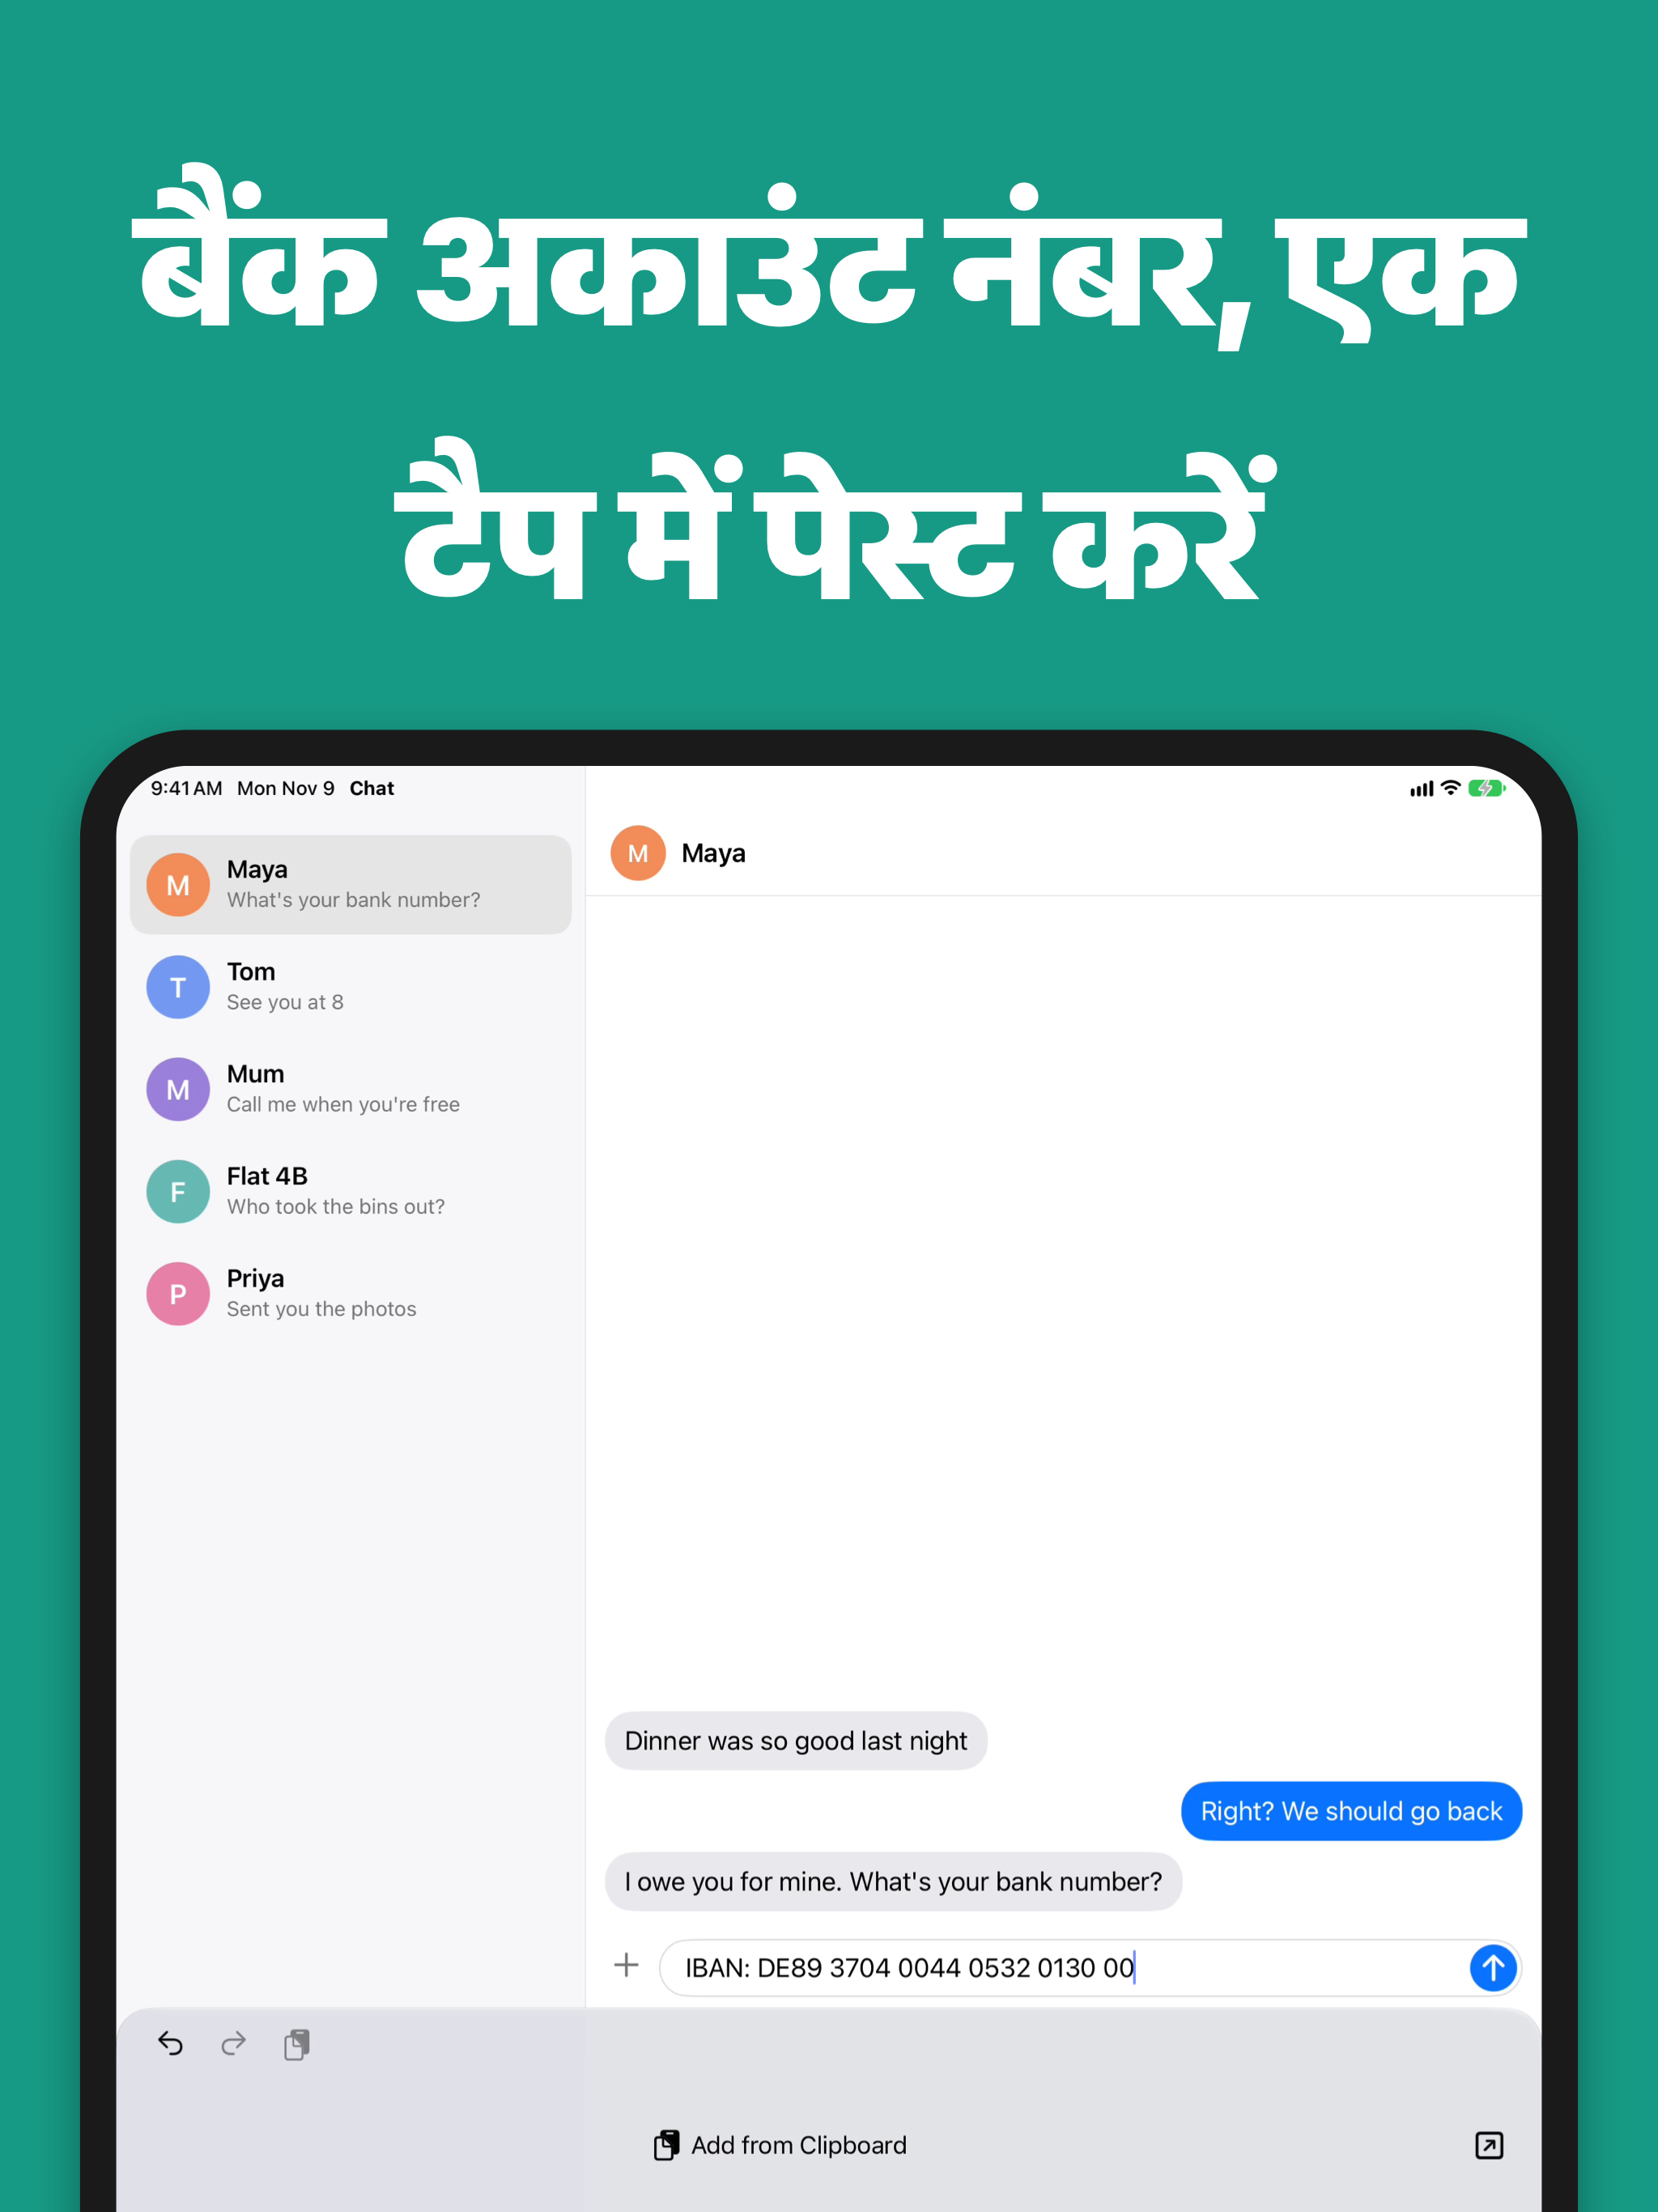 बैंक अकाउंट नंबर, एक
टैप में पेस्ट करें
9:41 AM Mon Nov 9 Chat
M Maya
What's your bank number?
T Tom
See you at 8
M Mum
Call me when you're free
F Flat 4B
Who took the bins out?
P Priya
Sent you the photos
M Maya
Dinner was so good last night
Right? We should go back
I owe you for mine. What's your bank number?
IBAN: DE89 3704 0044 0532 0130 00
Add from Clipboard